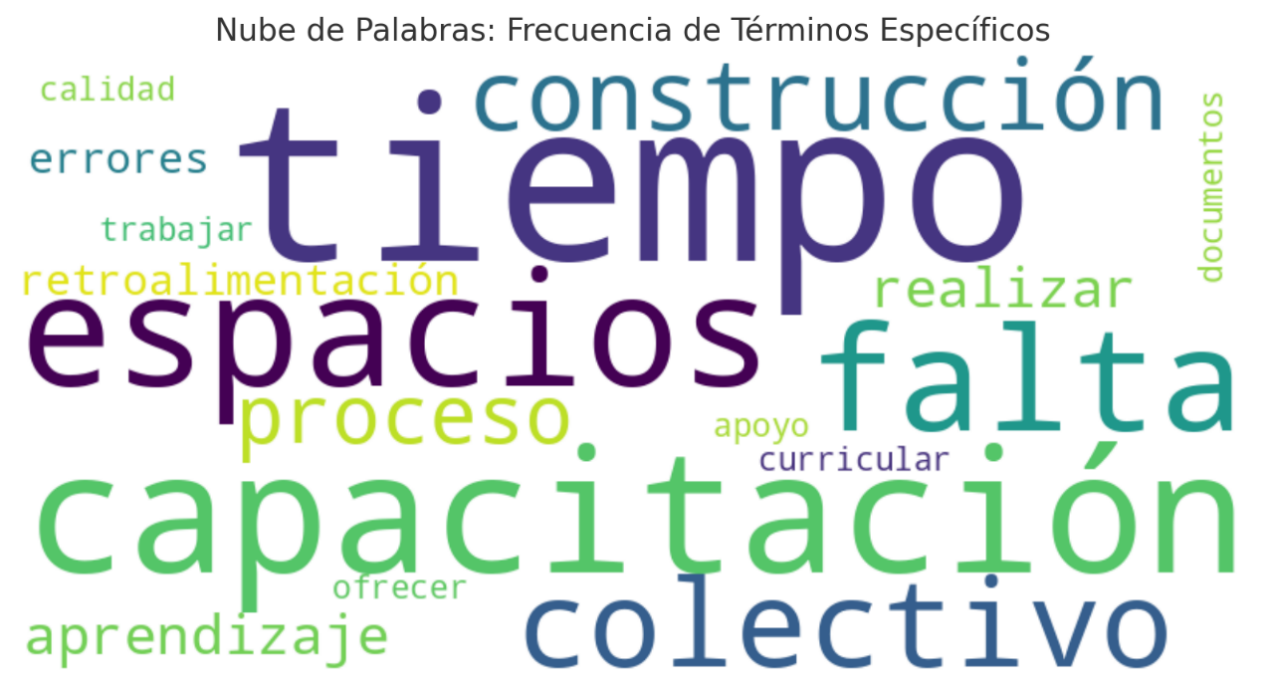 Nube de Palabras: Frecuencia de Términos Específicos
calidad
construcción
tiempo
documentos
errores
trabajar
retroalimentación
realizar
espacios
falta
proceso
apoyo
curricular
capacitación
ofrecer
aprendizaje
colectivo